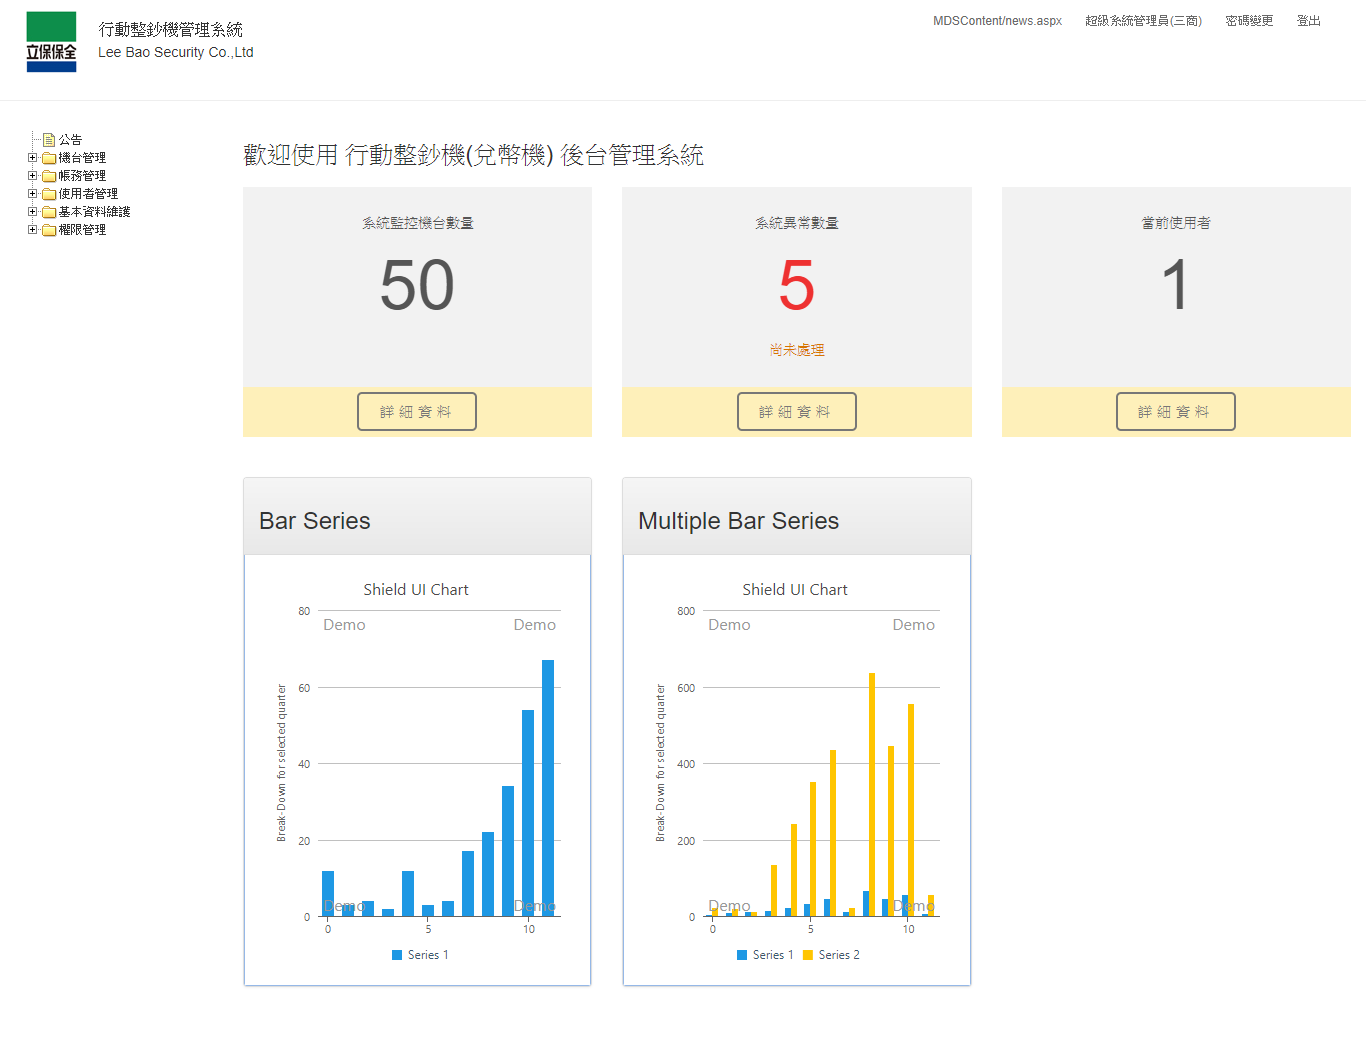 立保保全
行動整鈔機管理系統
Lee Bao Security Co.,Ltd
MDSContent/news.aspx 超級系統管理員(三商) 密碼變更 登出
公告
機台管理
帳務管理
使用者管理
基本資料維護
權限管理
歡迎使用 行動整鈔機(兌幣機) 後台管理系統
系統監控機台數量
50
詳細資料
系統異常數量
5
尚未處理
詳細資料
當前使用者
1
詳細資料
Bar Series
Shield UI Chart
Demo Demo
Break-Down for selected quarter
80
60
40
20
0
Demo Demo
0 5 10
Series 1
Multiple Bar Series
Shield UI Chart
Demo Demo
Break-Down for selected quarter
800
600
400
200
0
Demo Demo
0 5 10
Series 1 Series 2